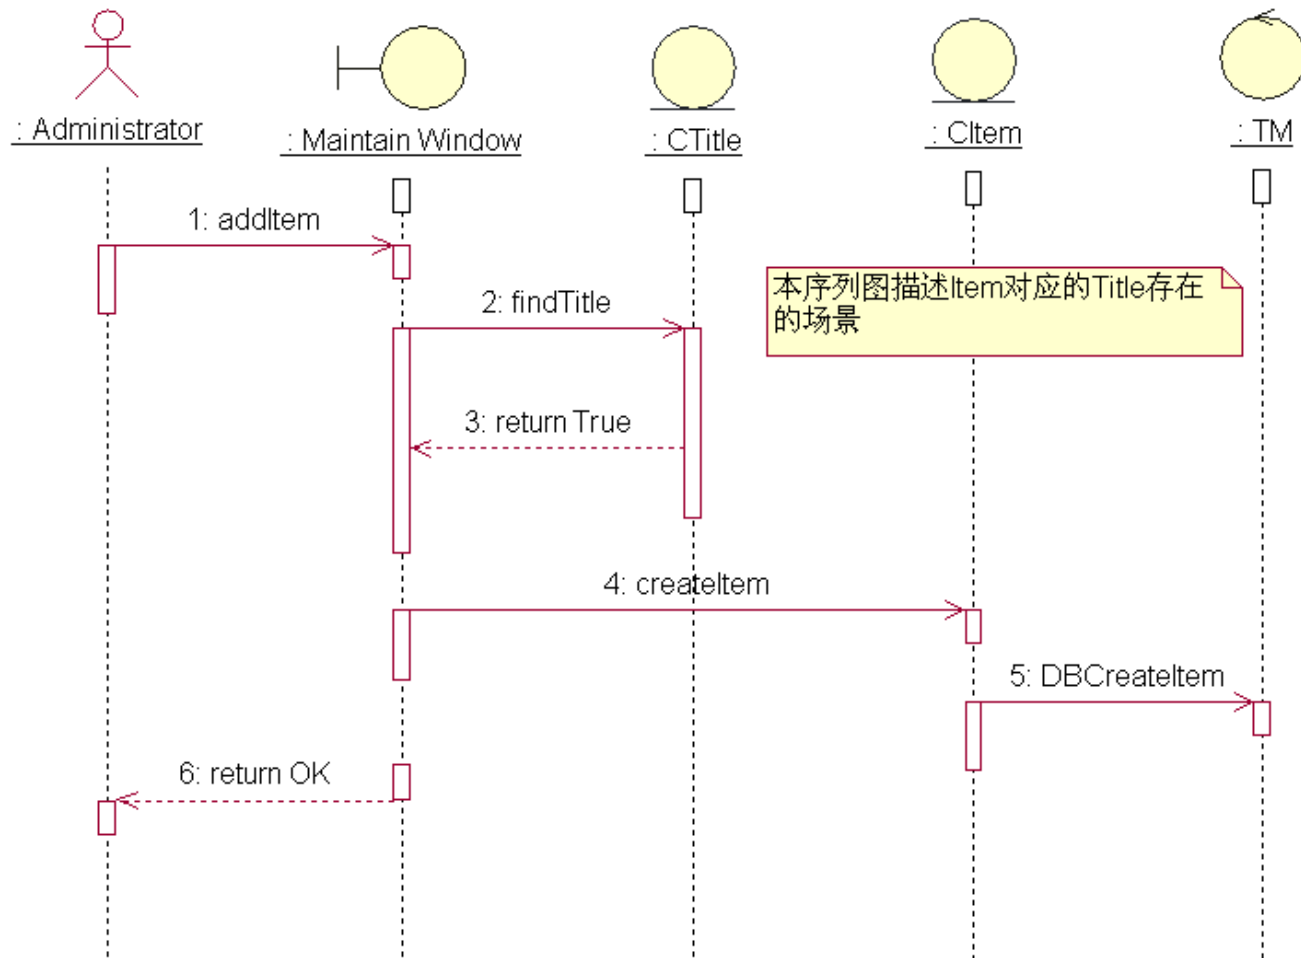 : Administrator
: Maintain Window
: CTitle
: CItem
: TM
1: addItem
本序列图描述Item对应的Title存在
的场景
2: findTitle
3: return True
4: createItem
5: DBCreateItem
6: return OK